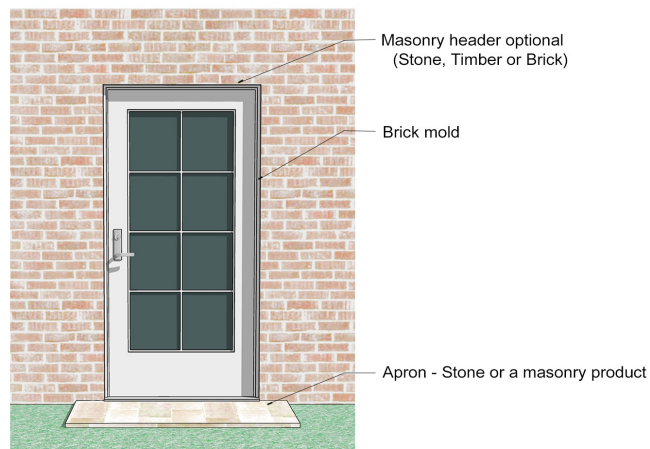 Masonry header optional
(Stone, Timber or Brick)
Brick mold
Apron - Stone or a masonry product